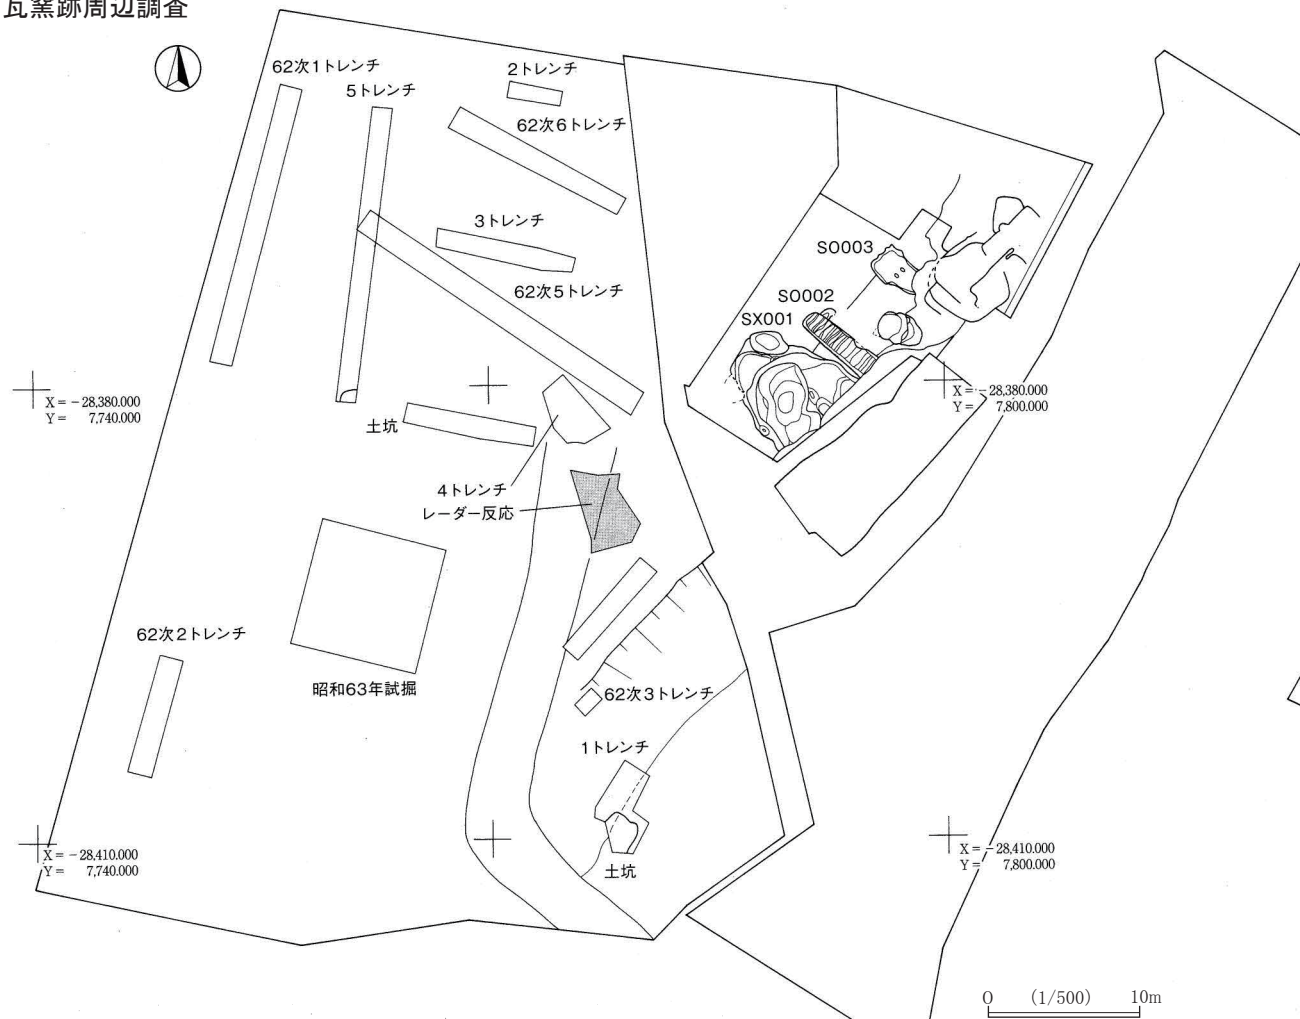 瓦窯跡周辺調査
62次1トレンチ
5トレンチ
2トレンチ
62次6トレンチ
3トレンチ
62次5トレンチ
SO003
SO002
SX001
X = −28,380.000
Y = 7,740.000
X = −28,380.000
Y = 7,800.000
土坑
4トレンチ
レーダー反応
62次2トレンチ
昭和63年試掘
62次3トレンチ
1トレンチ
土坑
X = −28,410.000
Y = 7,740.000
X = −28,410.000
Y = 7,800.000
0 (1/500) 10m